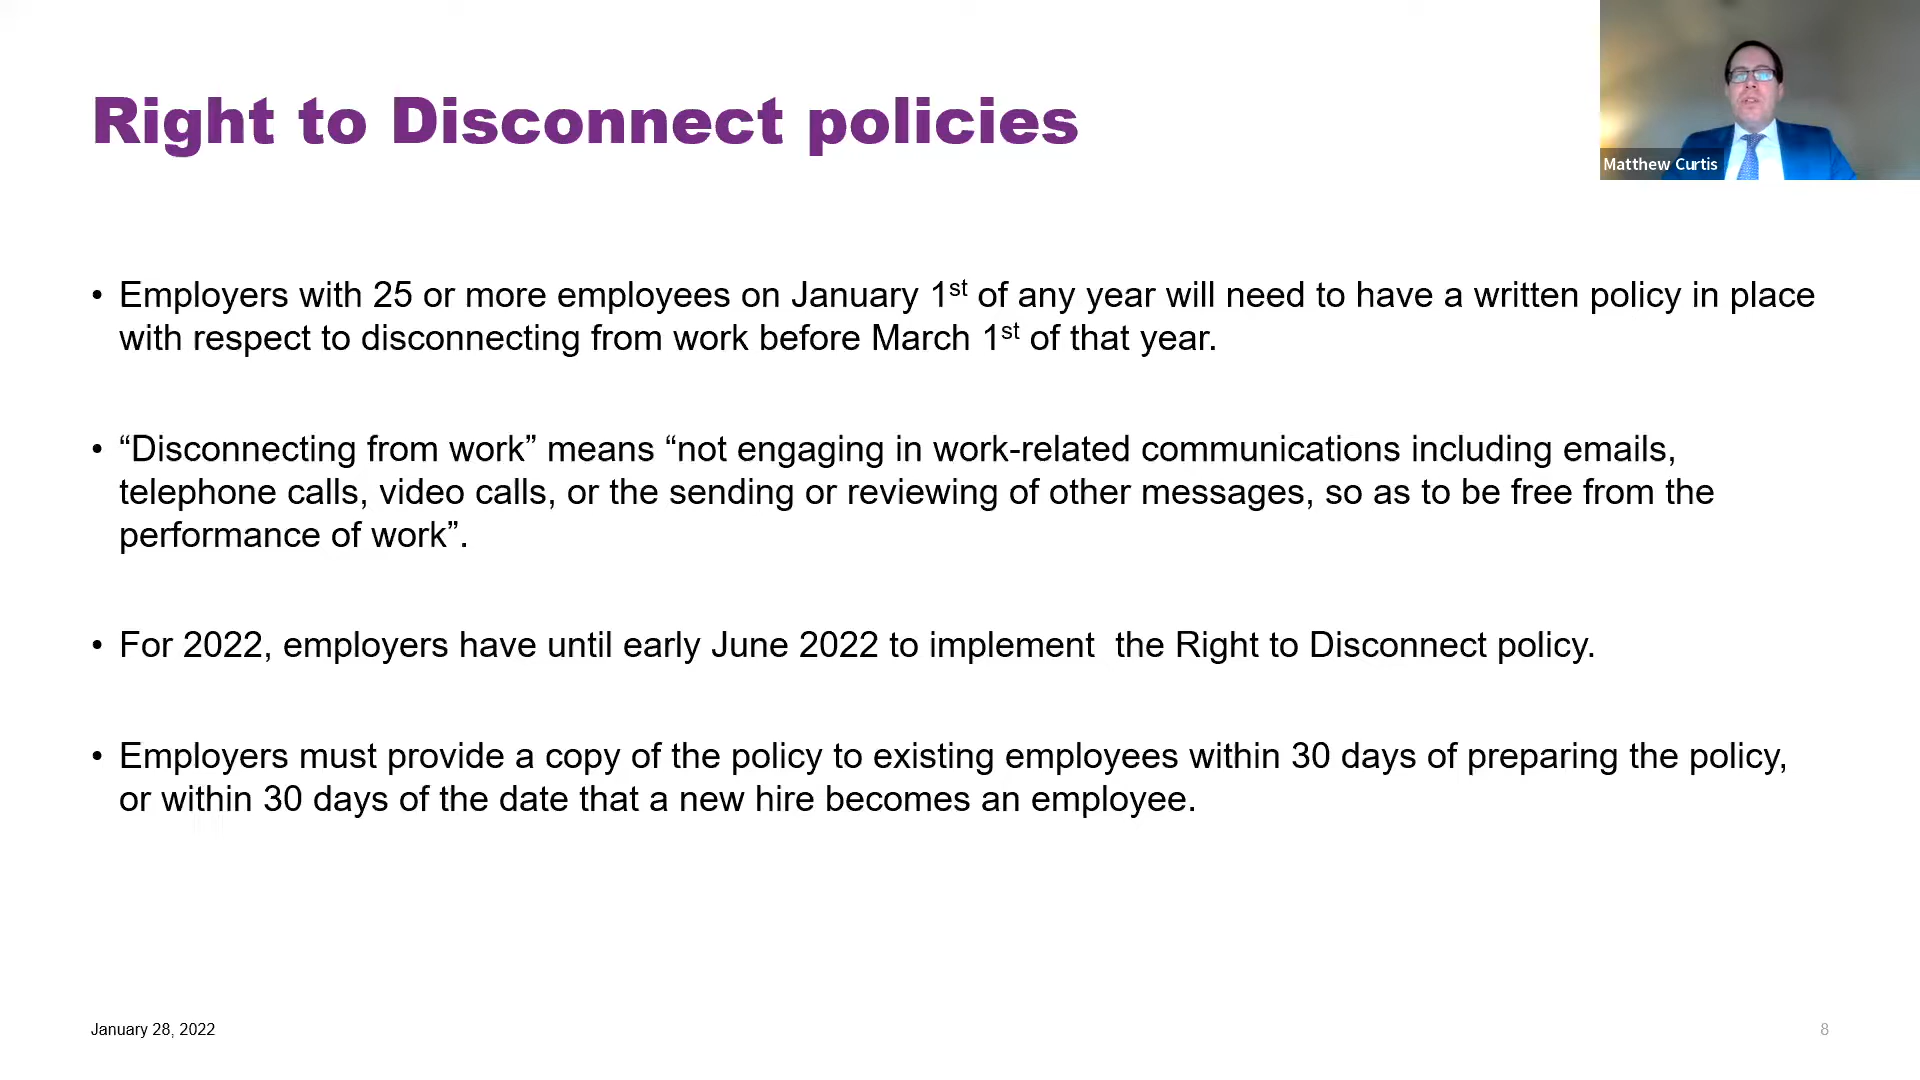 Right to Disconnect policies
Matthew Curtis
• Employers with 25 or more employees on January 1st of any year will need to have a written policy in place
with respect to disconnecting from work before March 1st of that year.
• “Disconnecting from work” means “not engaging in work-related communications including emails,
telephone calls, video calls, or the sending or reviewing of other messages, so as to be free from the
performance of work”.
• For 2022, employers have until early June 2022 to implement  the Right to Disconnect policy.
• Employers must provide a copy of the policy to existing employees within 30 days of preparing the policy,
or within 30 days of the date that a new hire becomes an employee.
January 28, 2022
8